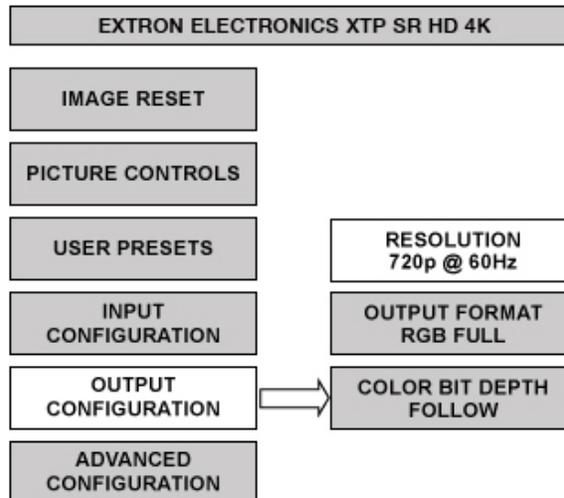 EXTRON ELECTRONICS XTP SR HD 4K
IMAGE RESET
PICTURE CONTROLS
USER PRESETS
INPUT
CONFIGURATION
OUTPUT
CONFIGURATION
ADVANCED
CONFIGURATION
RESOLUTION
720p @ 60Hz
OUTPUT FORMAT
RGB FULL
COLOR BIT DEPTH
FOLLOW